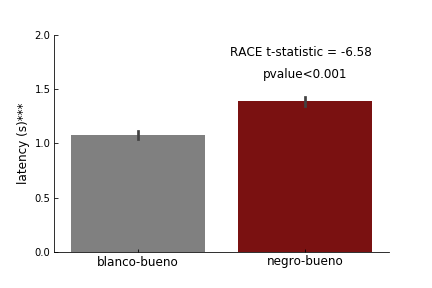 RACE t-statistic = -6.58
pvalue<0.001
latency (s)***
2.0
1.5
1.0
0.5
0.0
blanco-bueno
negro-bueno